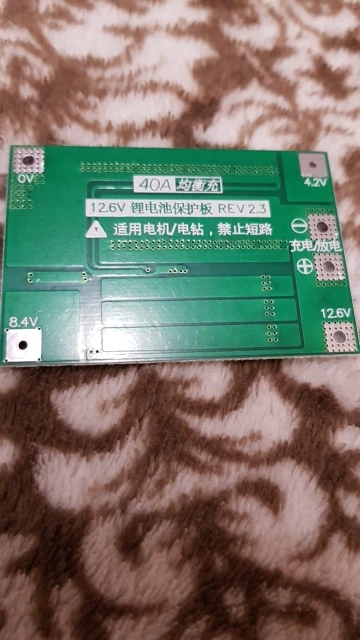 0V
4.2V
40A 均衡充
12.6V 锂电池保护板 REV 2.3
适用电机/电钻，禁止短路
充电/放电
8.4V
12.6V